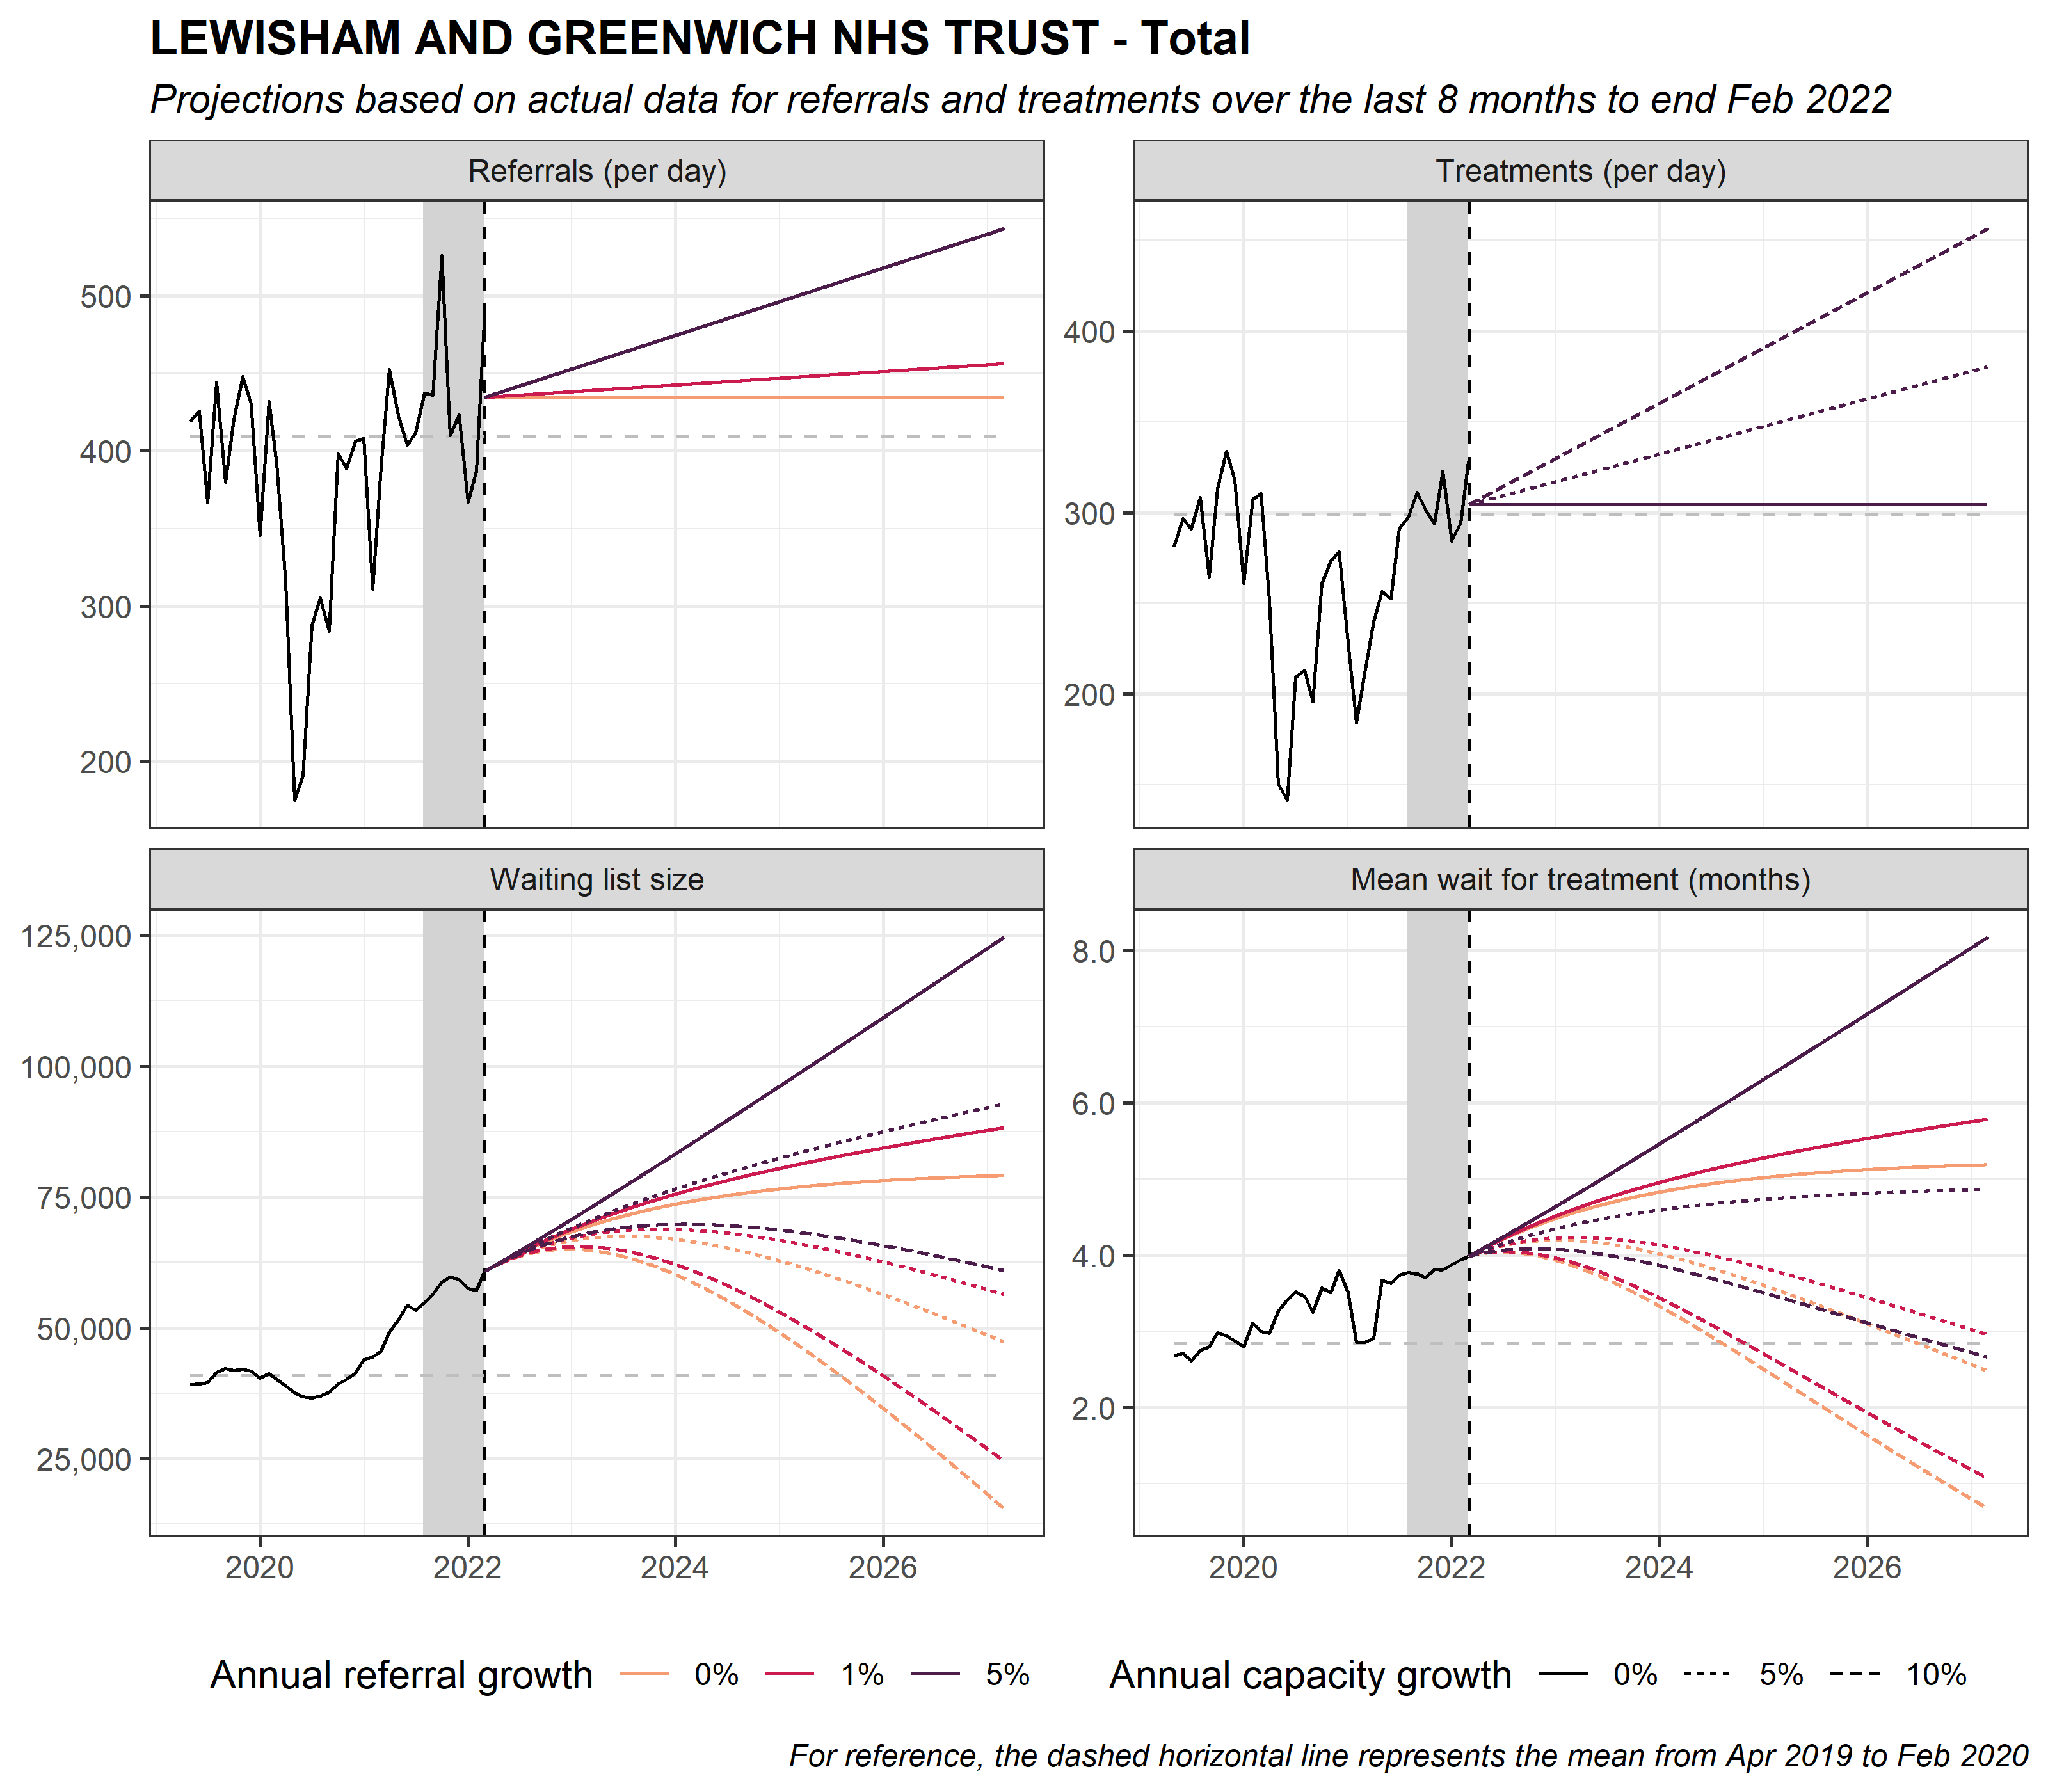 LEWISHAM AND GREENWICH NHS TRUST - Total
Projections based on actual data for referrals and treatments over the last 8 months to end Feb 2022
Referrals (per day)
500
400
300
200
Treatments (per day)
400
300
200
Waiting list size
125,000
100,000
75,000
50,000
25,000
2020 2022 2024 2026
Mean wait for treatment (months)
8.0
6.0
4.0
2.0
2020 2022 2024 2026
Annual referral growth 0% 1% 5%
Annual capacity growth 0% 5% 10%
For reference, the dashed horizontal line represents the mean from Apr 2019 to Feb 2020